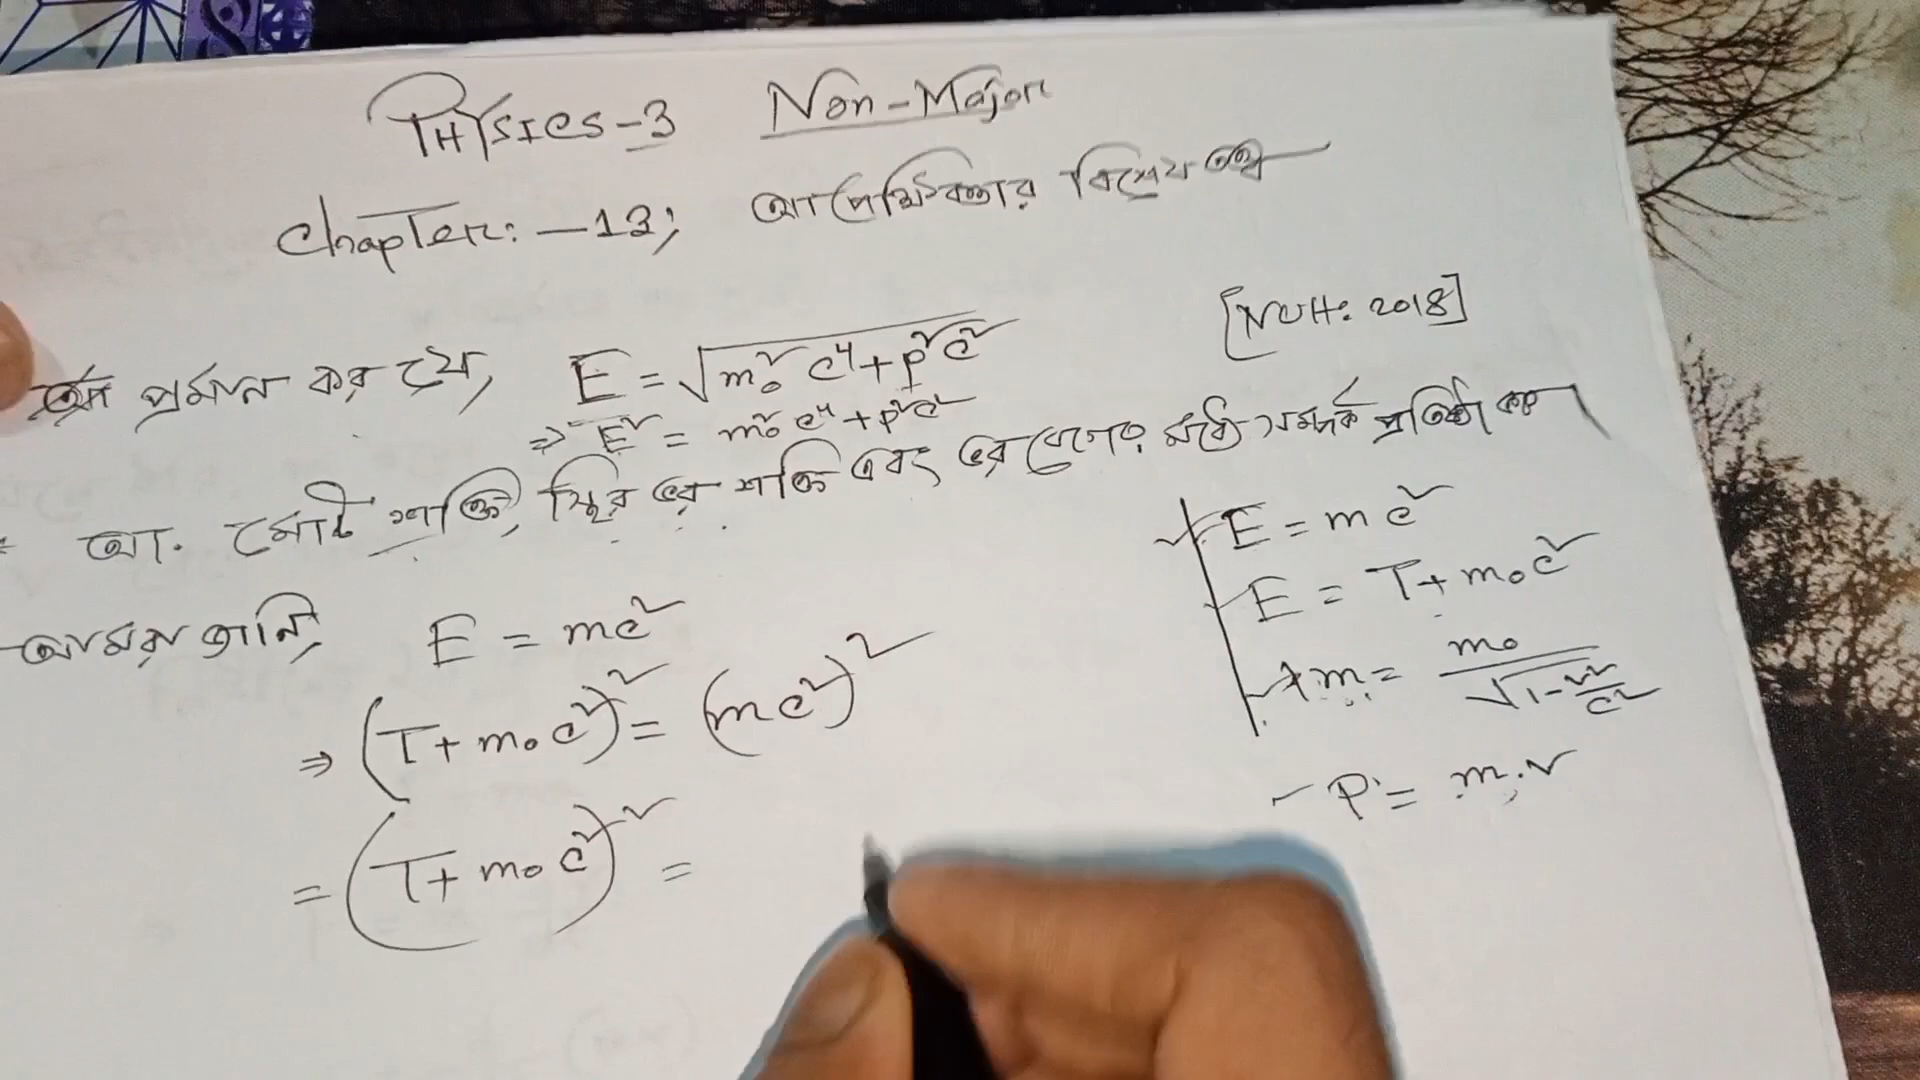 PHYSICS-3 Non-Major
Chapter: -13; আপেক্ষিকতার বিশেষ তত্ত্ব
[NUH: 2018]
প্রমান কর যে, E = √m₀²c⁴+p²c²
⇒ E² = m₀²c⁴+p²c²
আ. মোট শক্তি, স্থির ভর শক্তি এবং ভর বেগের মধ্যে সম্পর্ক প্রতিষ্ঠা কর।
E = mc²
E = T+m₀c²
m = m₀/√1-v²/c²
P = m.v
আমরা জানি, E = mc²
⇒ (T+m₀c²)² = (mc²)²
= (T+m₀c²)² =